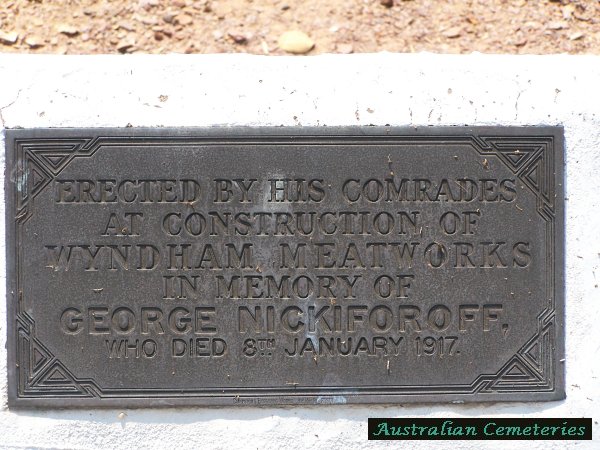 ERECTED BY HIS COMRADES
AT CONSTRUCTION OF
WYNDHAM MEATWORKS
IN MEMORY OF
GEORGE NICKIFOROFF,
WHO DIED 8TH JANUARY 1917.
Australian Cemeteries